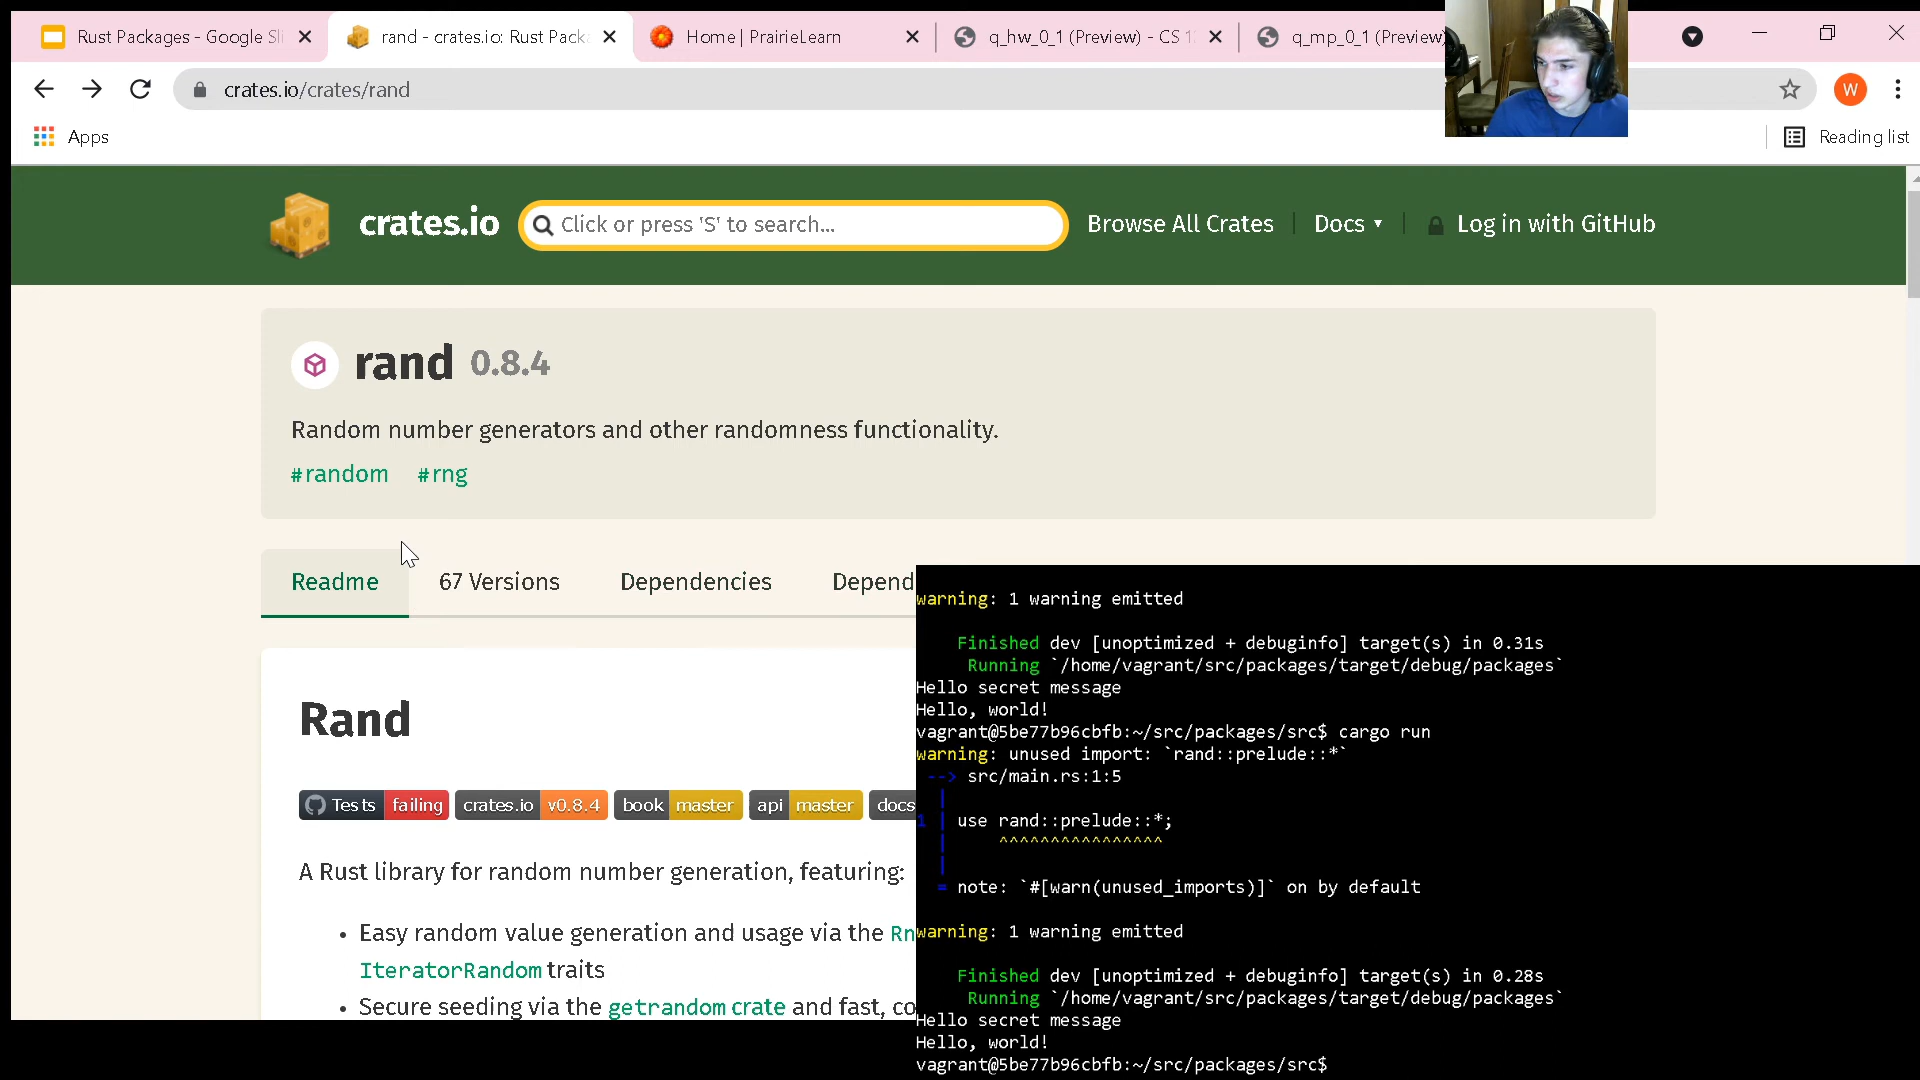 Rust Packages - Google Sli
rand - crates.io: Rust Packa
Home | PrairieLearn
q_hw_0_1 (Preview) - CS 1
q_mp_0_1 (Preview)
crates.io/crates/rand
W
Apps
Reading list
crates.io
Click or press 'S' to search...
Browse All Crates
Docs
Log in with GitHub
rand 0.8.4
Random number generators and other randomness functionality.
#random #rng
Readme
67 Versions
Dependencies
Depend
Rand
Tests failing
crates.io v0.8.4
book master
api master
docs
A Rust library for random number generation, featuring:
• Easy random value generation and usage via the Rn
IteratorRandom traits
• Secure seeding via the getrandom crate and fast, co
warning: 1 warning emitted
Finished dev [unoptimized + debuginfo] target(s) in 0.31s
Running `/home/vagrant/src/packages/target/debug/packages`
Hello secret message
Hello, world!
vagrant@5be77b96cbfb:~/src/packages/src$ cargo run
warning: unused import: `rand::prelude::*`
--> src/main.rs:1:5
|
1 | use rand::prelude::*;
| ^^^^^^^^^^^^^^^^
|
= note: `#[warn(unused_imports)]` on by default
warning: 1 warning emitted
Finished dev [unoptimized + debuginfo] target(s) in 0.28s
Running `/home/vagrant/src/packages/target/debug/packages`
Hello secret message
Hello, world!
vagrant@5be77b96cbfb:~/src/packages/src$